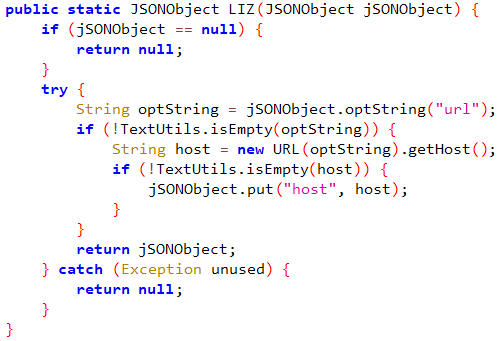 public static JSONObject LIZ(JSONObject jSONObject) {
    if (jSONObject == null) {
        return null;
    }
    try {
        String optString = jSONObject.optString("url");
        if (!TextUtils.isEmpty(optString)) {
            String host = new URL(optString).getHost();
            if (!TextUtils.isEmpty(host)) {
                jSONObject.put("host", host);
            }
        }
        return jSONObject;
    } catch (Exception unused) {
        return null;
    }
}